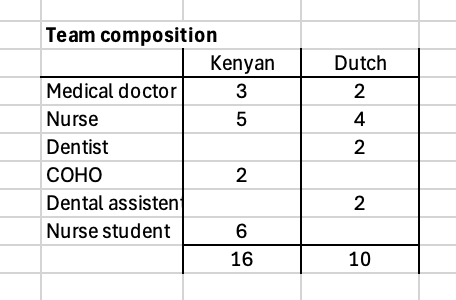 Team composition
Kenyan Dutch
Medical doctor 3 2
Nurse 5 4
Dentist 2
COHO 2
Dental assisten 2
Nurse student 6
16 10